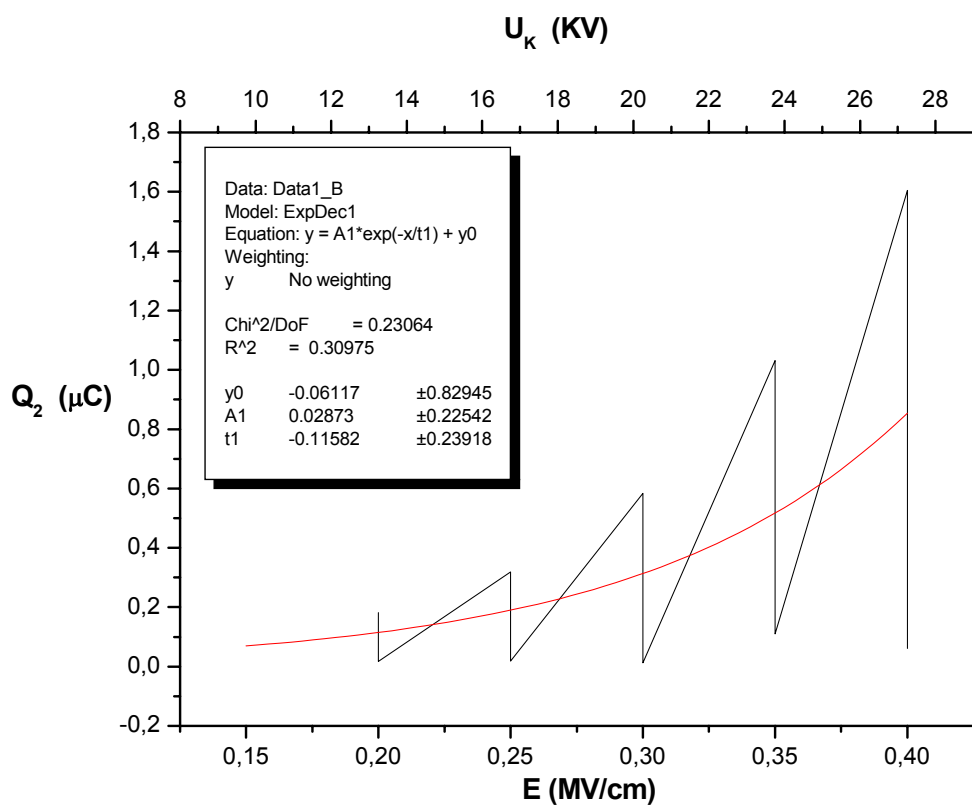 U_K (KV)
8 10 12 14 16 18 20 22 24 26 28
1,8
1,6
1,4
1,2
1,0
0,8
0,6
0,4
0,2
0,0
-0,2
Q_2 (μC)
Data: Data1_B
Model: ExpDec1
Equation: y = A1*exp(-x/t1) + y0
Weighting:
y No weighting
Chi^2/DoF = 0.23064
R^2 = 0.30975
y0 -0.06117 ±0.82945
A1 0.02873 ±0.22542
t1 -0.11582 ±0.23918
0,15 0,20 0,25 0,30 0,35 0,40
E (MV/cm)